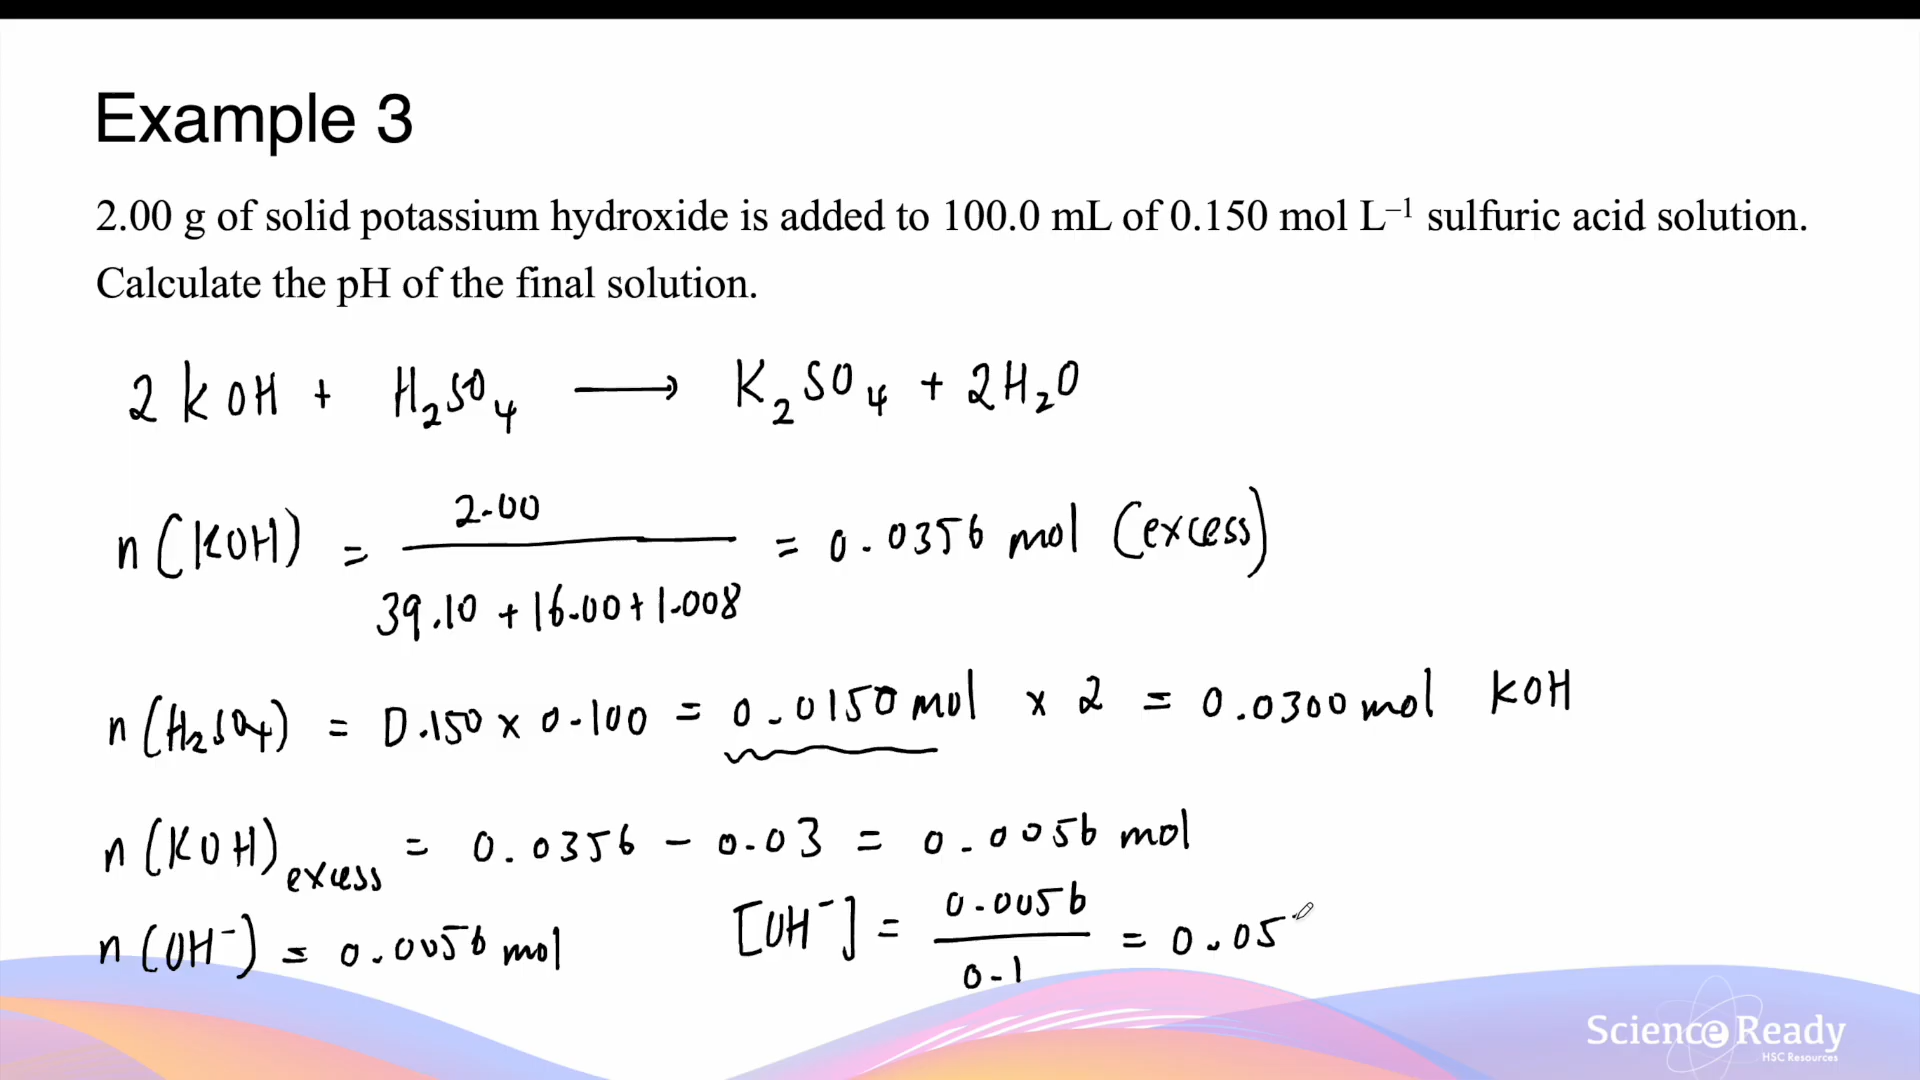 Example 3
2.00 g of solid potassium hydroxide is added to 100.0 mL of 0.150 mol L⁻¹ sulfuric acid solution.
Calculate the pH of the final solution.
2 KOH + H₂SO₄ ⟶ K₂SO₄ + 2H₂O
n(KOH) = 2.00 / 39.10 + 16.00 + 1.008 = 0.0356 mol (excess)
n(H₂SO₄) = 0.150 × 0.100 = 0.0150 mol × 2 = 0.0300 mol KOH
n(KOH)excess = 0.0356 − 0.03 = 0.0056 mol
n(OH⁻) = 0.0056 mol [OH⁻] = 0.0056 / 0.1 = 0.05
Science Ready
HSC Resources